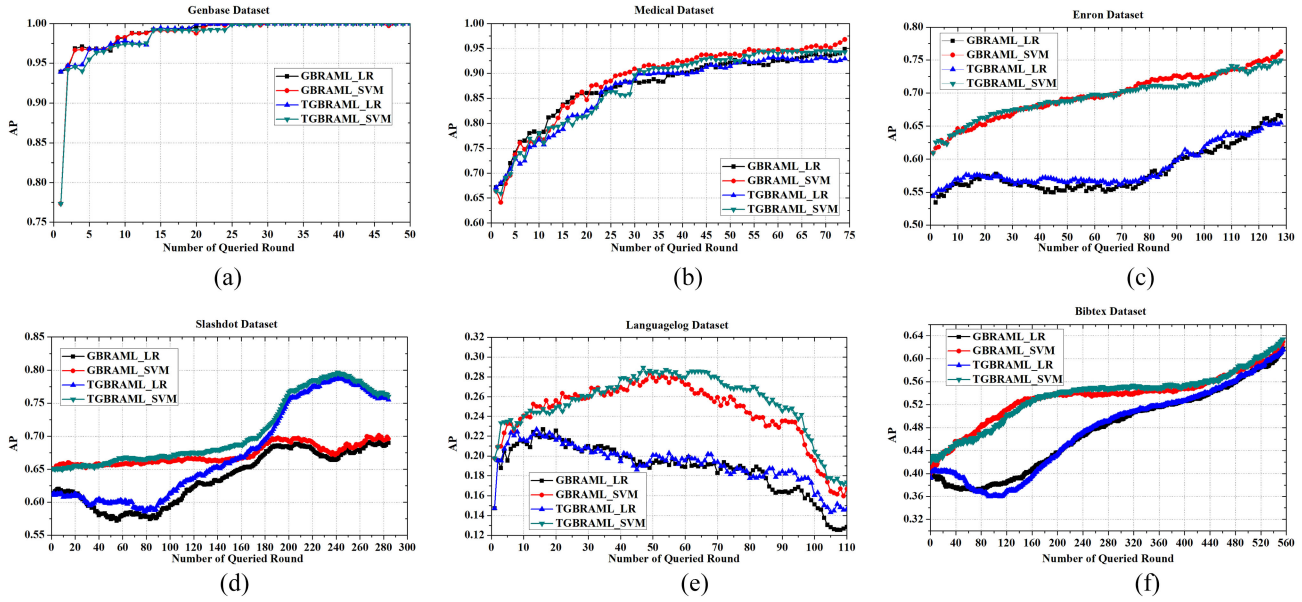 Genbase Dataset
1.00
0.95
0.90
0.85
0.80
0.75
AP
GBRAML_LR
GBRAML_SVM
TGBRAML_LR
TGBRAML_SVM
0 5 10 15 20 25 30 35 40 45 50
Number of Queried Round
(a)
Medical Dataset
1.00
0.95
0.90
0.85
0.80
0.75
0.70
0.65
0.60
AP
GBRAML_LR
GBRAML_SVM
TGBRAML_LR
TGBRAML_SVM
0 5 10 15 20 25 30 35 40 45 50 55 60 65 70 75
Number of Queried Round
(b)
Enron Dataset
0.80
0.75
0.70
0.65
0.60
0.55
0.50
AP
GBRAML_LR
GBRAML_SVM
TGBRAML_LR
TGBRAML_SVM
0 10 20 30 40 50 60 70 80 90 100 110 120 130
Number of Queried Round
(c)
Slashdot Dataset
0.85
0.80
0.75
0.70
0.65
0.60
0.55
AP
GBRAML_LR
GBRAML_SVM
TGBRAML_LR
TGBRAML_SVM
0 20 40 60 80 100 120 140 160 180 200 220 240 260 280 300
Number of Queried Round
(d)
Languagelog Dataset
0.32
0.30
0.28
0.26
0.24
0.22
0.20
0.18
0.16
0.14
0.12
AP
GBRAML_LR
GBRAML_SVM
TGBRAML_LR
TGBRAML_SVM
0 10 20 30 40 50 60 70 80 90 100 110
Number of Queried Round
(e)
Bibtex Dataset
0.64
0.60
0.56
0.52
0.48
0.44
0.40
0.36
0.32
AP
GBRAML_LR
GBRAML_SVM
TGBRAML_LR
TGBRAML_SVM
0 40 80 120 160 200 240 280 320 360 400 440 480 520 560
Number of Queried Round
(f)